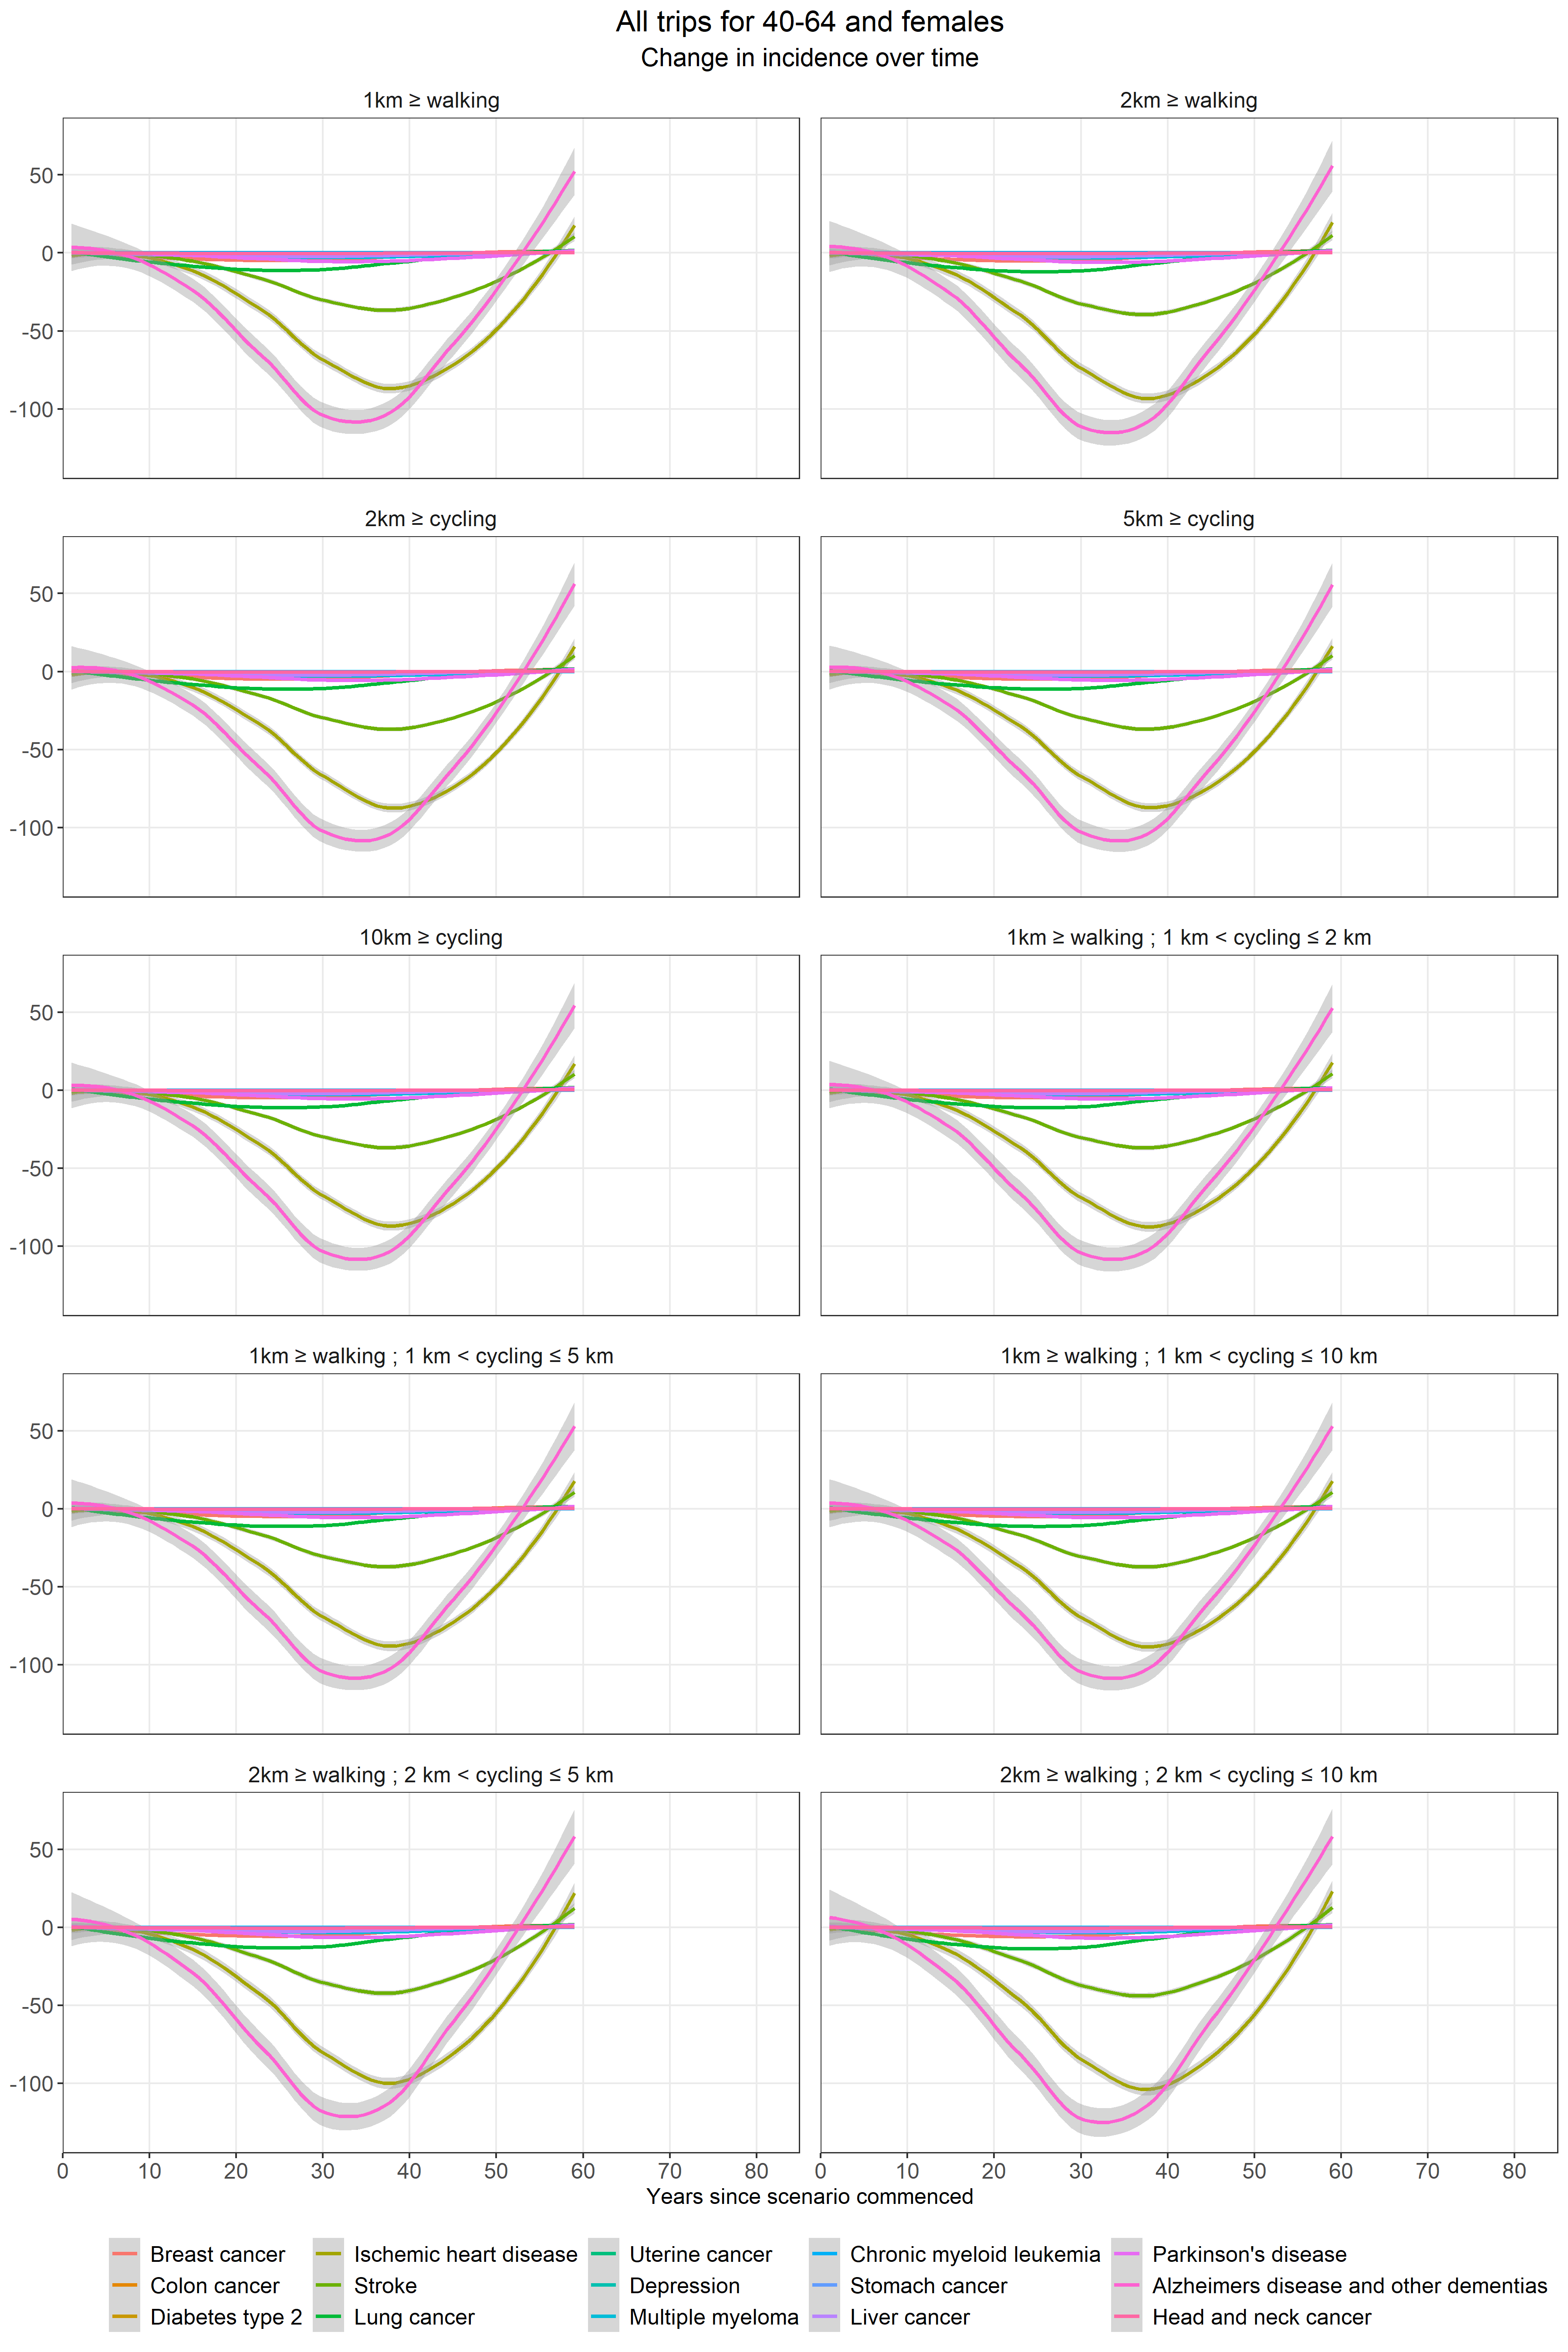 All trips for 40-64 and females
Change in incidence over time
1km ≥ walking
2km ≥ walking
50
0
-50
-100
2km ≥ cycling
5km ≥ cycling
50
0
-50
-100
10km ≥ cycling
1km ≥ walking ; 1 km < cycling ≤ 2 km
50
0
-50
-100
1km ≥ walking ; 1 km < cycling ≤ 5 km
1km ≥ walking ; 1 km < cycling ≤ 10 km
50
0
-50
-100
2km ≥ walking ; 2 km < cycling ≤ 5 km
2km ≥ walking ; 2 km < cycling ≤ 10 km
50
0
-50
-100
0 10 20 30 40 50 60 70 80
0 10 20 30 40 50 60 70 80
Years since scenario commenced
Breast cancer
Colon cancer
Diabetes type 2
Ischemic heart disease
Stroke
Lung cancer
Uterine cancer
Depression
Multiple myeloma
Chronic myeloid leukemia
Stomach cancer
Liver cancer
Parkinson's disease
Alzheimers disease and other dementias
Head and neck cancer